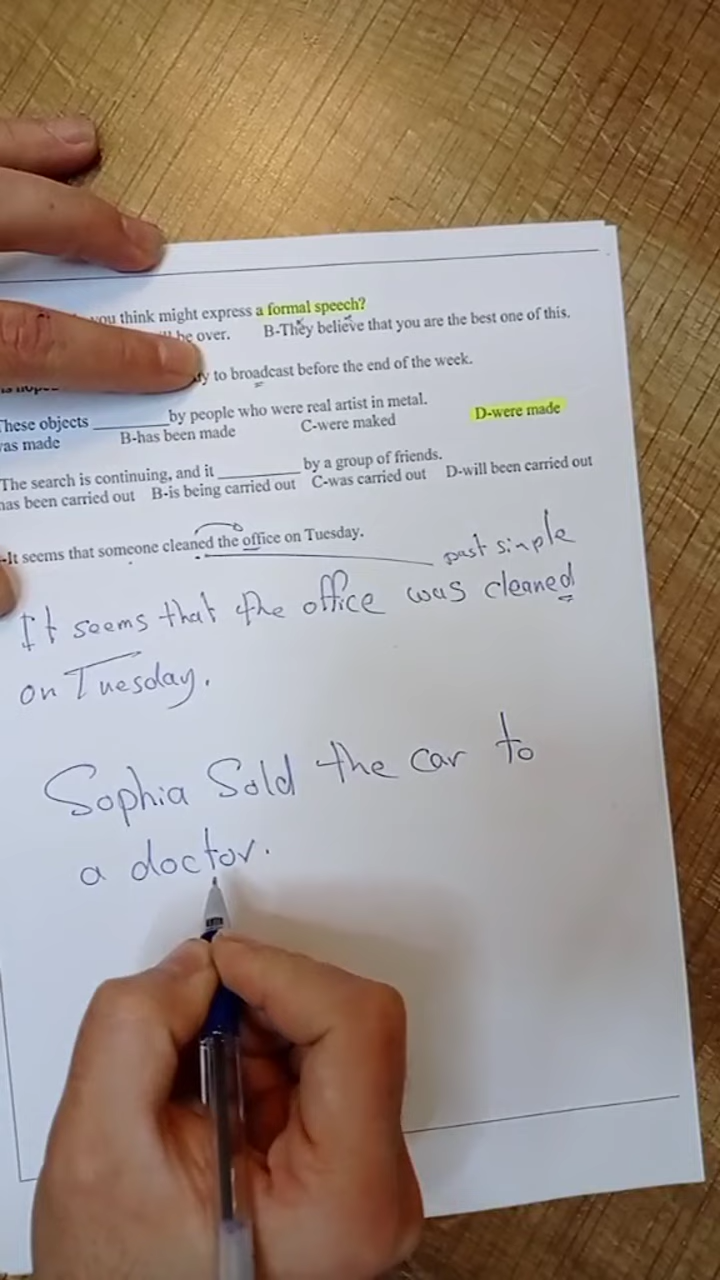 you think might express a formal speech?
be over. B-They believe that you are the best one of this.
to broadcast before the end of the week.
These objects ________ by people who were real artist in metal.
was made B-has been made C-were maked D-were made
The search is continuing, and it ________ by a group of friends.
has been carried out B-is being carried out C-was carried out D-will been carried out
-It seems that someone cleaned the office on Tuesday.
past simple
It seems that the office was cleaned
on Tuesday.
Sophia Sold the car to
a doctor.